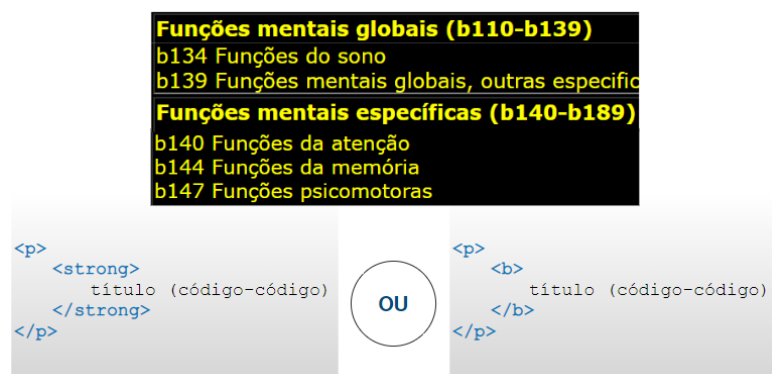 Funções mentais globais (b110-b139)
b134 Funções do sono
b139 Funções mentais globais, outras especific
Funções mentais específicas (b140-b189)
b140 Funções da atenção
b144 Funções da memória
b147 Funções psicomotoras
<p>
<strong>
título (código-código)
</strong>
</p>
OU
<p>
<b>
título (código-código)
</b>
</p>